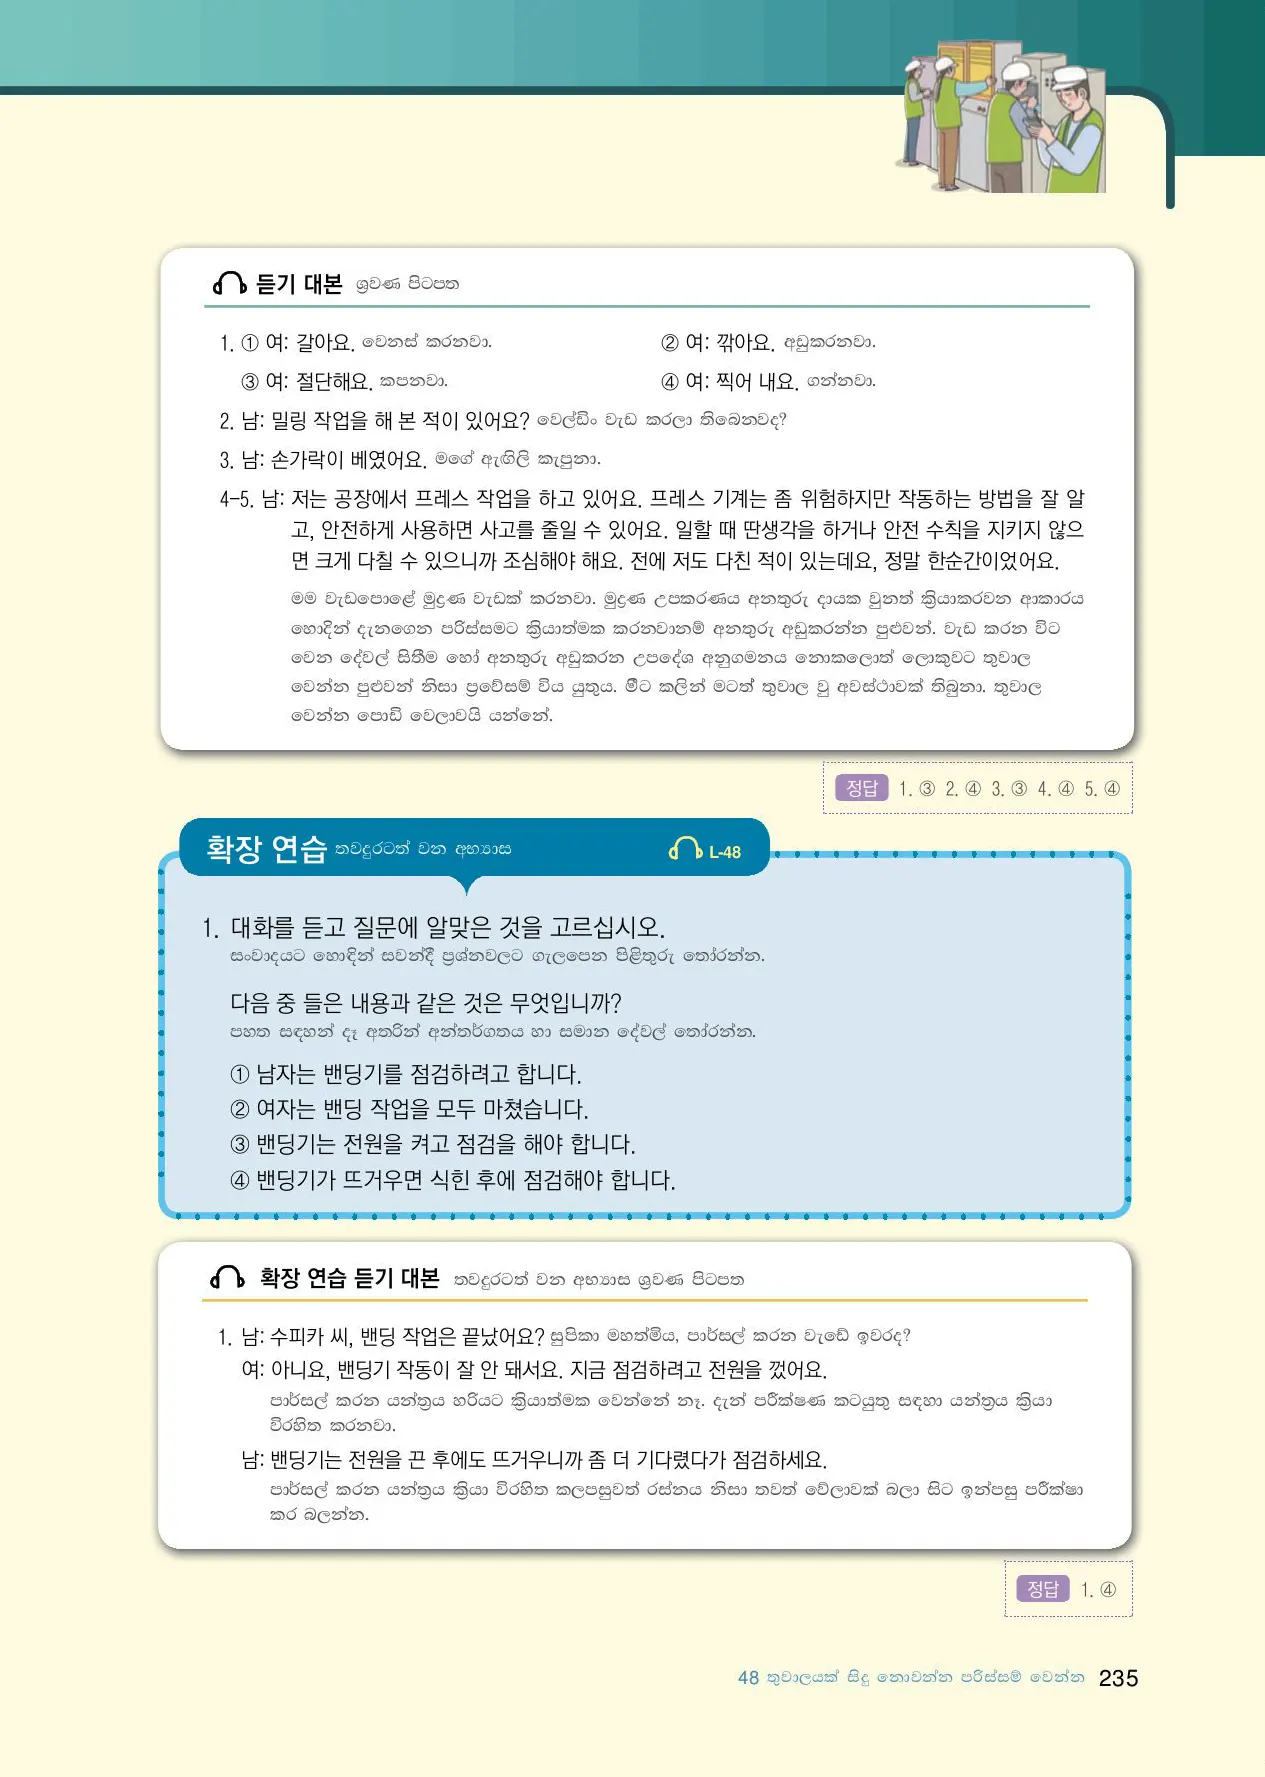 듣기 대본 ශ්‍රවණ පිටපත
1. ① 여: 갈아요. වෙනස් කරනවා. ② 여: 깎아요. අඩුකරනවා.
③ 여: 절단해요. කපනවා. ④ 여: 찍어 내요. ගන්නවා.
2. 남: 밀링 작업을 해 본 적이 있어요? වෙල්ඩිං වැඩ කරලා තිබෙනවද?
3. 남: 손가락이 베였어요. මගේ ඇඟිලි කැපුනා.
4-5. 남: 저는 공장에서 프레스 작업을 하고 있어요. 프레스 기계는 좀 위험하지만 작동하는 방법을 잘 알
고, 안전하게 사용하면 사고를 줄일 수 있어요. 일할 때 딴생각을 하거나 안전 수칙을 지키지 않으
면 크게 다칠 수 있으니까 조심해야 해요. 전에 저도 다친 적이 있는데요, 정말 한순간이었어요.
මම වැඩපොළේ මුද්‍රණ වැඩක් කරනවා. මුද්‍රණ උපකරණය අනතුරු දායක වුනත් ක්‍රියාකරවන ආකාරය
හොදින් දැනගෙන පරිස්සමට ක්‍රියාත්මක කරනවානම් අනතුරු අඩුකරන්න පුළුවන්. වැඩ කරන විට
වෙන දේවල් සිතීම හෝ අනතුරු අඩුකරන උපදේශ අනුගමනය නොකලොත් ලොකුවට තුවාල
වෙන්න පුළුවන් නිසා ප්‍රවේසම් විය යුතුය. මීට කලින් මටත් තුවාල වු අවස්ථාවක් තිබුනා. තුවාල
වෙන්න පොඩි වෙලාවයි යන්නේ.
정답 1. ③ 2. ④ 3. ③ 4. ④ 5. ④
확장 연습 තවදුරටත් වන අභ්‍යාස L-48
1. 대화를 듣고 질문에 알맞은 것을 고르십시오.
සංවාදයට හොඳින් සවන්දී ප්‍රශ්නවලට ගැලපෙන පිළිතුරු තෝරන්න.
다음 중 들은 내용과 같은 것은 무엇입니까?
පහත සඳහන් දෑ අතරින් අන්තර්ගතය හා සමාන දේවල් තෝරන්න.
① 남자는 밴딩기를 점검하려고 합니다.
② 여자는 밴딩 작업을 모두 마쳤습니다.
③ 밴딩기는 전원을 켜고 점검을 해야 합니다.
④ 밴딩기가 뜨거우면 식힌 후에 점검해야 합니다.
확장 연습 듣기 대본 තවදුරටත් වන අභ්‍යාස ශ්‍රවණ පිටපත
1. 남: 수피카 씨, 밴딩 작업은 끝났어요? සුපිකා මහත්මිය, පාර්සල් කරන වැඩේ ඉවරද?
여: 아니요, 밴딩기 작동이 잘 안 돼서요. 지금 점검하려고 전원을 껐어요.
පාර්සල් කරන යන්ත්‍රය හරියට ක්‍රියාත්මක වෙන්නේ නෑ. දැන් පරීක්ෂණ කටයුතු සඳහා යන්ත්‍රය ක්‍රියා
විරහිත කරනවා.
남: 밴딩기는 전원을 끈 후에도 뜨거우니까 좀 더 기다렸다가 점검하세요.
පාර්සල් කරන යන්ත්‍රය ක්‍රියා විරහිත කලපසුවත් රස්නය නිසා තවත් වේලාවක් බලා සිට ඉන්පසු පරීක්ෂා
කර බලන්න.
정답 1. ④
48 තුවාලයක් සිදු නොවන්න පරිස්සම් වෙන්න 235